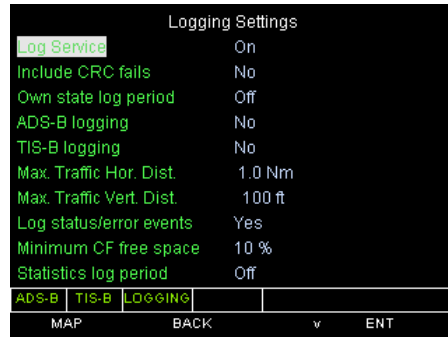 Logging Settings
Log Service On
Include CRC fails No
Own state log period Off
ADS-B logging No
TIS-B logging No
Max. Traffic Hor. Dist. 1.0 Nm
Max. Traffic Vert. Dist. 100 ft
Log status/error events Yes
Minimum CF free space 10 %
Statistics log period Off
ADS-B TIS-B LOGGING
MAP BACK v ENT